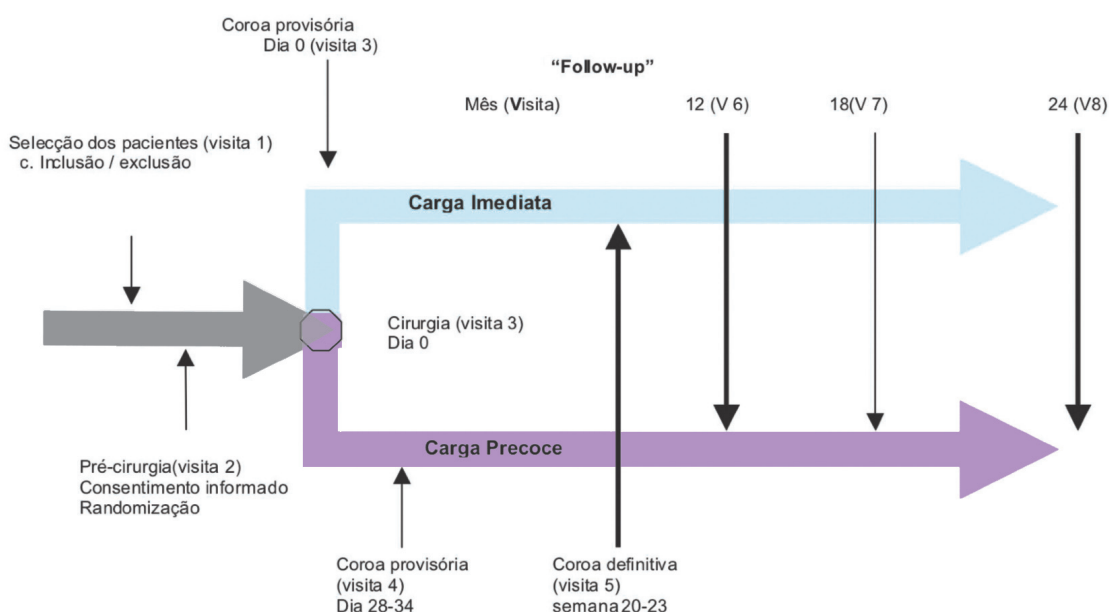 Coroa provisória
Dia 0 (visita 3)
“Follow-up”
Mês (Visita)
12 (V 6)
18(V 7)
24 (V8)
Selecção dos pacientes (visita 1)
c. Inclusão / exclusão
Carga Imediata
Cirurgia (visita 3)
Dia 0
Carga Precoce
Pré-cirurgia(visita 2)
Consentimento informado
Randomização
Coroa provisória
(visita 4)
Dia 28-34
Coroa definitiva
(visita 5)
semana 20-23